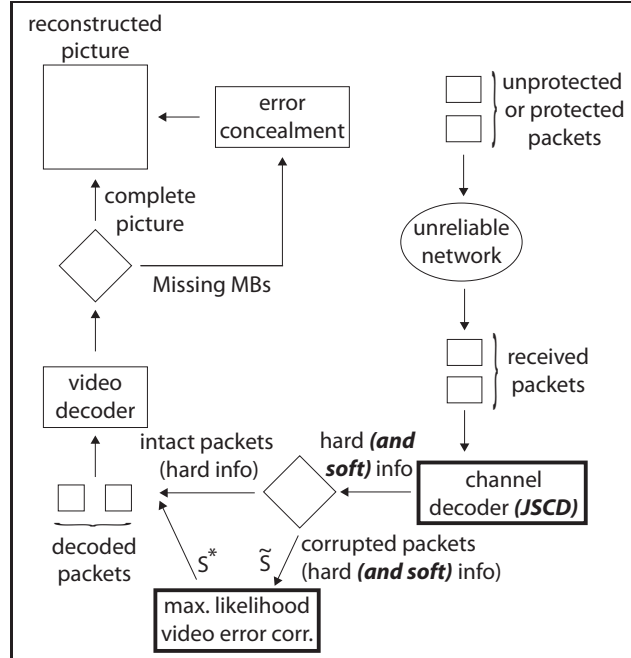 reconstructed
picture
error
concealment
unprotected
or protected
packets
complete
picture
unreliable
network
Missing MBs
received
packets
video
decoder
intact packets
(hard info)
hard (and
soft) info
channel
decoder (JSCD)
decoded
packets
S*
S̃
corrupted packets
(hard (and soft) info)
max. likelihood
video error corr.